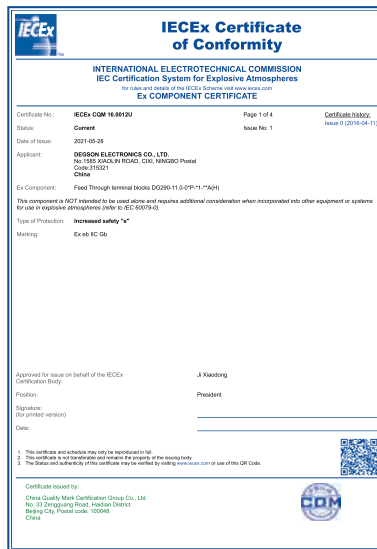 IECEx
IECEx Certificate
of Conformity
INTERNATIONAL ELECTROTECHNICAL COMMISSION
IEC Certification System for Explosive Atmospheres
for rules and details of the IECEx Scheme visit www.iecex.com
Ex COMPONENT CERTIFICATE
Certificate No.: IECEx CQM 16.0012U Page 1 of 4 Certificate history:
Status: Current Issue No: 1 Issue 0 (2016-04-11)
Date of Issue: 2021-05-28
Applicant: DEGSON ELECTRONICS CO., LTD.
No.1585 XIAOLIN ROAD, CIXI, NINGBO Postal
Code:315321
China
Ex Component: Feed Through terminal blocks DG290-11.0-0*P-*1-**A(H)
This component is NOT intended to be used alone and requires additional consideration when incorporated into other equipment or systems
for use in explosive atmospheres (refer to IEC 60079-0).
Type of Protection: Increased safety "e"
Marking: Ex eb IIC Gb
Approved for issue on behalf of the IECEx Ji Xiaodong
Certification Body:
Position: President
Signature:
(for printed version)
Date:
1. This certificate and schedule may only be reproduced in full.
2. This certificate is not transferable and remains the property of the issuing body.
3. The Status and authenticity of this certificate may be verified by visiting www.iecex.com or use of this QR Code.
Certificate issued by:
China Quality Mark Certification Group Co., Ltd.
No. 33 Zengguang Road, Haidian District
Beijing City, Postal code: 100048
China
CQM